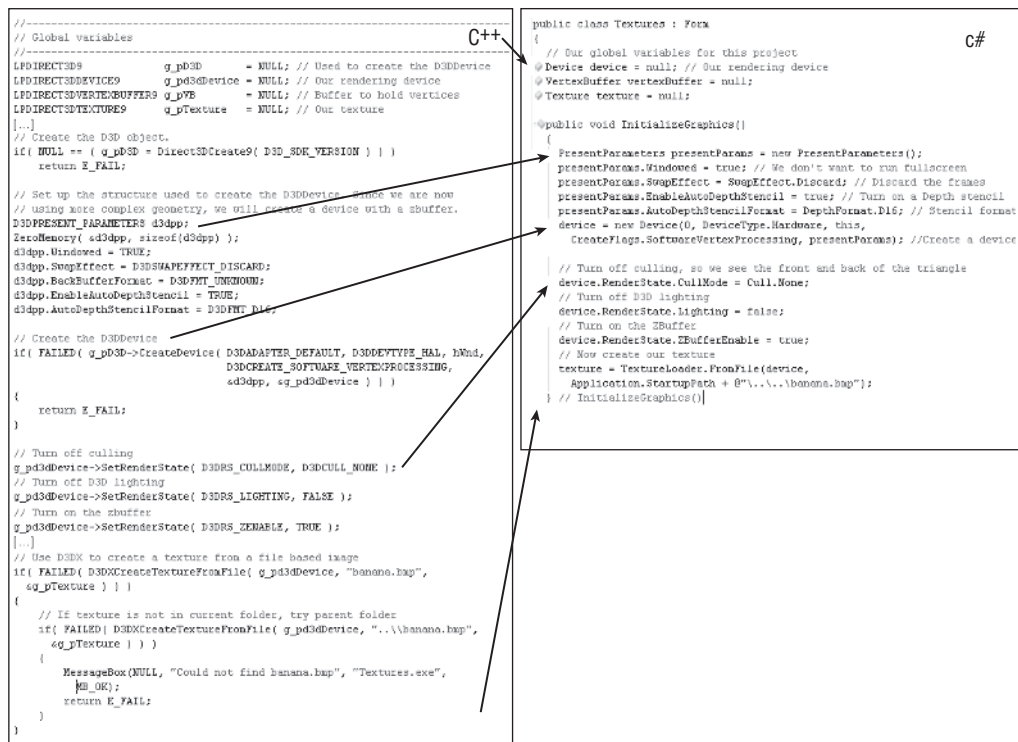 //-----------------------------------------------------------------------------
// Global variables
//-----------------------------------------------------------------------------
LPDIRECT3D9 g_pD3D = NULL; // Used to create the D3DDevice
LPDIRECT3DDEVICE9 g_pd3dDevice = NULL; // Our rendering device
LPDIRECT3DVERTEXBUFFER9 g_pVB = NULL; // Buffer to hold vertices
LPDIRECT3DTEXTURE9 g_pTexture = NULL; // Our texture
[...]
// Create the D3D object.
if( NULL == ( g_pD3D = Direct3DCreate9( D3D_SDK_VERSION ) ) )
return E_FAIL;
// Set up the structure used to create the D3DDevice. Since we are now
// using more complex geometry, we will create a device with a zbuffer.
D3DPRESENT_PARAMETERS d3dpp;
ZeroMemory( &d3dpp, sizeof(d3dpp) );
d3dpp.Windowed = TRUE;
d3dpp.SwapEffect = D3DSWAPEFFECT_DISCARD;
d3dpp.BackBufferFormat = D3DFMT_UNKNOWN;
d3dpp.EnableAutoDepthStencil = TRUE;
d3dpp.AutoDepthStencilFormat = D3DFMT_D16;
// Create the D3DDevice
if( FAILED( g_pD3D->CreateDevice( D3DADAPTER_DEFAULT, D3DDEVTYPE_HAL, hWnd,
D3DCREATE_SOFTWARE_VERTEXPROCESSING,
&d3dpp, &g_pd3dDevice ) ) )
{
return E_FAIL;
}
// Turn off culling
g_pd3dDevice->SetRenderState( D3DRS_CULLMODE, D3DCULL_NONE );
// Turn off D3D lighting
g_pd3dDevice->SetRenderState( D3DRS_LIGHTING, FALSE );
// Turn on the zbuffer
g_pd3dDevice->SetRenderState( D3DRS_ZENABLE, TRUE );
[...]
// Use D3DX to create a texture from a file based image
if( FAILED( D3DXCreateTextureFromFile( g_pd3dDevice, "banana.bmp",
&g_pTexture ) ) )
{
// If texture is not in current folder, try parent folder
if( FAILED( D3DXCreateTextureFromFile( g_pd3dDevice, "..\\banana.bmp",
&g_pTexture ) ) )
{
MessageBox(NULL, "Could not find banana.bmp", "Textures.exe",
MB_OK);
return E_FAIL;
}
}
C++
public class Textures : Form
c#
{
// Our global variables for this project
Device device = null; // Our rendering device
VertexBuffer vertexBuffer = null;
Texture texture = null;
public void InitializeGraphics()
{
PresentParameters presentParams = new PresentParameters();
presentParams.Windowed = true; // We don't want to run fullscreen
presentParams.SwapEffect = SwapEffect.Discard; // Discard the frames
presentParams.EnableAutoDepthStencil = true; // Turn on a Depth stencil
presentParams.AutoDepthStencilFormat = DepthFormat.D16; // Stencil format
device = new Device(0, DeviceType.Hardware, this,
CreateFlags.SoftwareVertexProcessing, presentParams); //Create a device
// Turn off culling, so we see the front and back of the triangle
device.RenderState.CullMode = Cull.None;
// Turn off D3D lighting
device.RenderState.Lighting = false;
// Turn on the ZBuffer
device.RenderState.ZBufferEnable = true;
// Now create our texture
texture = TextureLoader.FromFile(device,
Application.StartupPath + @"\..\..\banana.bmp");
} // InitializeGraphics()